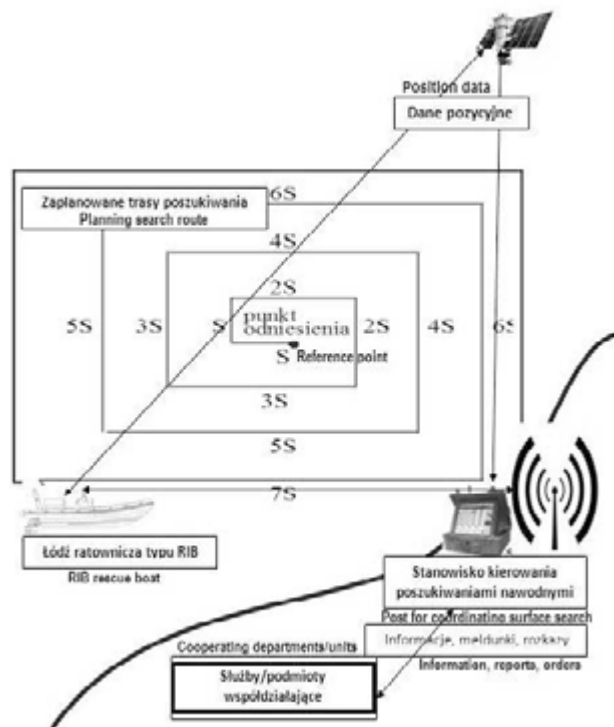 Position data
Dane pozycyjne
Zaplanowane trasy poszukiwania
Planning search route
6S
4S
2S
5S
3S
S
punkt
odniesienia
2S
4S
6S
S
Reference point
3S
5S
7S
Łódź ratownicza typu RIB
RIB rescue boat
Stanowisko kierowania
poszukiwaniami nawodnymi
Post for coordinating surface search
Informacje, meldunki, rozkazy
Information, reports, orders
Cooperating departments/units
Służby/podmioty
współdziałające